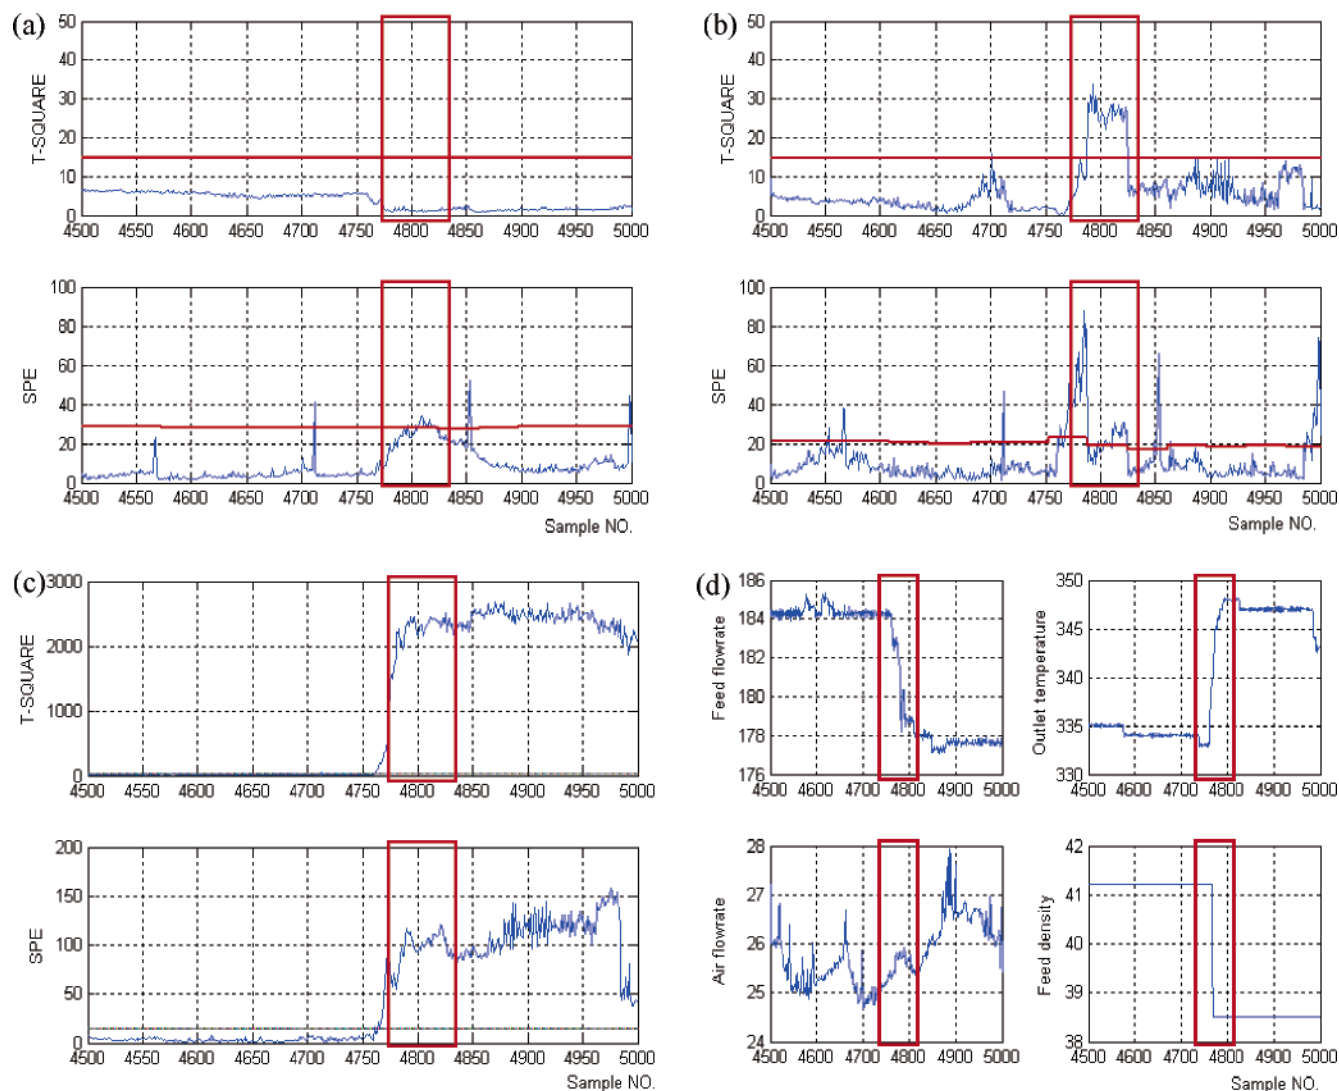 (a)
50
40
30
20
10
0
T-SQUARE
4500 4550 4600 4650 4700 4750 4800 4850 4900 4950 5000
100
80
60
40
20
0
SPE
4500 4550 4600 4650 4700 4750 4800 4850 4900 4950 5000
Sample NO.
(b)
50
40
30
20
10
0
T-SQUARE
4500 4550 4600 4650 4700 4750 4800 4850 4900 4950 5000
100
80
60
40
20
0
SPE
4500 4550 4600 4650 4700 4750 4800 4850 4900 4950 5000
Sample NO.
(c)
3000
2000
1000
0
T-SQUARE
4500 4550 4600 4650 4700 4750 4800 4850 4900 4950 5000
200
150
100
50
0
SPE
4500 4550 4600 4650 4700 4750 4800 4850 4900 4950 5000
Sample NO.
(d)
186
184
182
180
178
176
Feed flowrate
4500 4600 4700 4800 4900 5000
350
345
340
335
330
Outlet temperature
4500 4600 4700 4800 4900 5000
28
27
26
25
24
Air flowrate
4500 4600 4700 4800 4900 5000
42
41
40
39
38
Feed density
4500 4600 4700 4800 4900 5000
Sample NO.